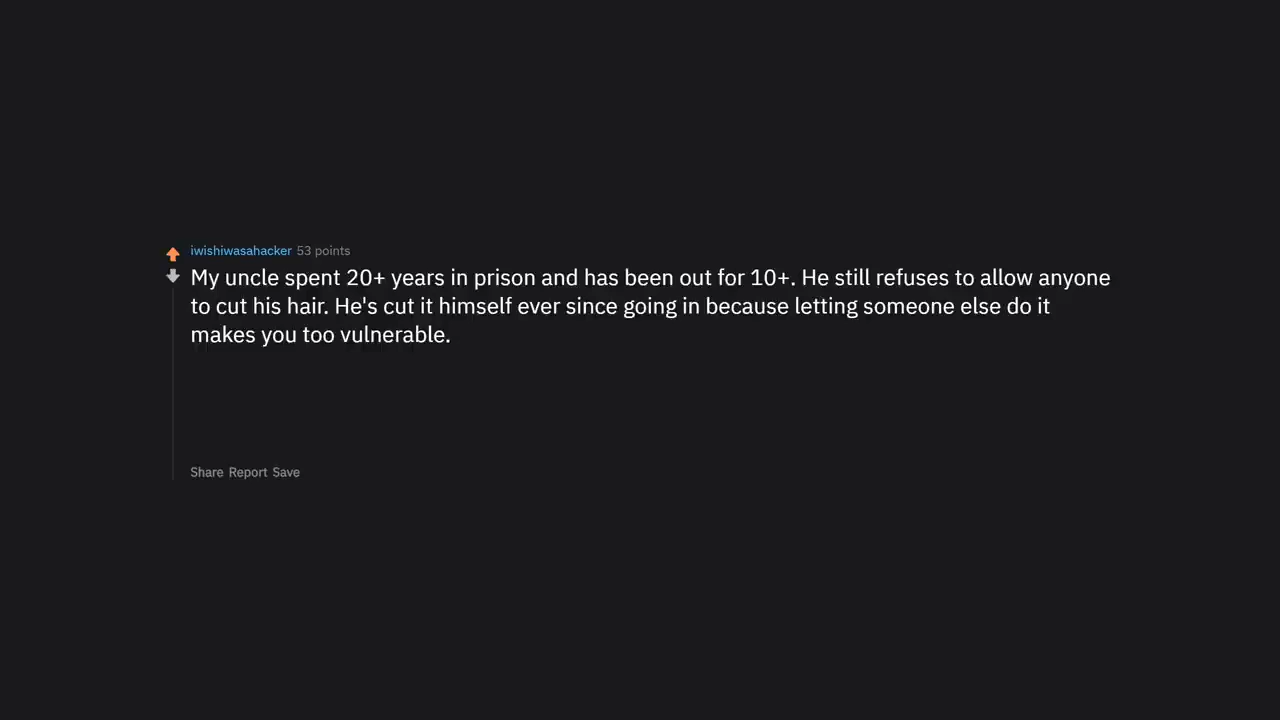 iwishiwasahacker 53 points
My uncle spent 20+ years in prison and has been out for 10+. He still refuses to allow anyone
to cut his hair. He's cut it himself ever since going in because letting someone else do it
makes you too vulnerable.
Share Report Save